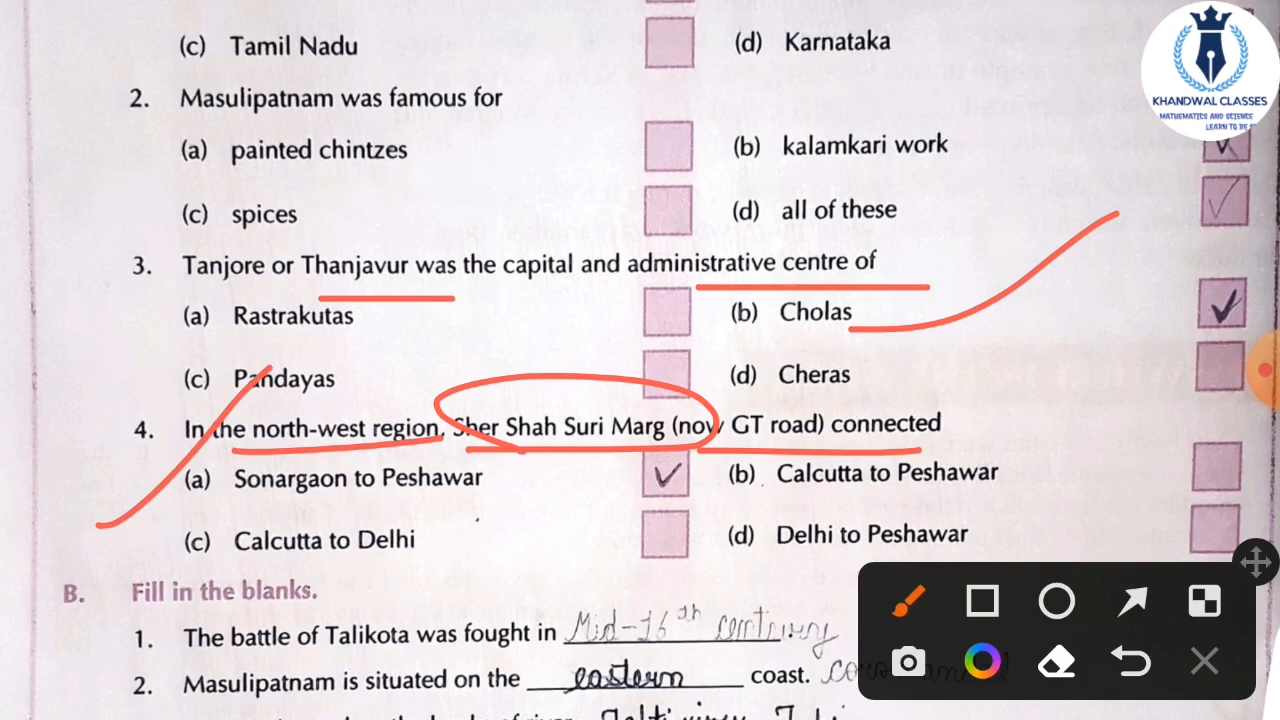 (c) Tamil Nadu (d) Karnataka
KHANDWAL CLASSES
MATHEMATICS AND SCIENCE
LEARN TO BE
2. Masulipatnam was famous for
(a) painted chintzes (b) kalamkari work
(c) spices (d) all of these
3. Tanjore or Thanjavur was the capital and administrative centre of
(a) Rastrakutas (b) Cholas
(c) Pandayas (d) Cheras
4. In the north-west region, Sher Shah Suri Marg (now GT road) connected
(a) Sonargaon to Peshawar (b) Calcutta to Peshawar
(c) Calcutta to Delhi (d) Delhi to Peshawar
B. Fill in the blanks.
1. The battle of Talikota was fought in Mid-16th
2. Masulipatnam is situated on the eastern coast.